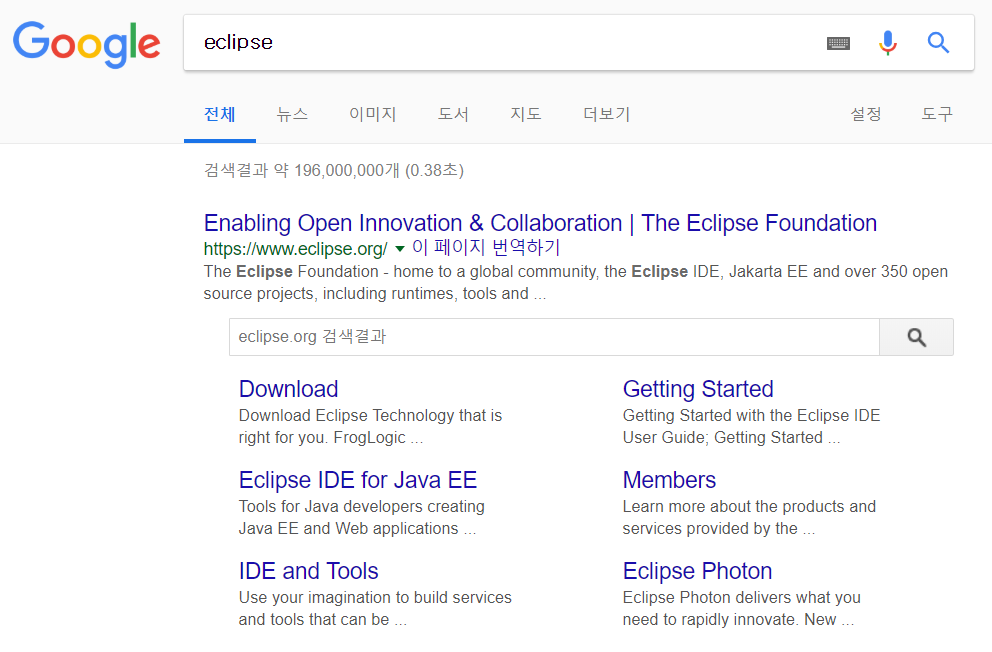 Google
eclipse
전체 뉴스 이미지 도서 지도 더보기 설정 도구
검색결과 약 196,000,000개 (0.38초)
Enabling Open Innovation & Collaboration | The Eclipse Foundation
https://www.eclipse.org/ 이 페이지 번역하기
The Eclipse Foundation - home to a global community, the Eclipse IDE, Jakarta EE and over 350 open
source projects, including runtimes, tools and ...
eclipse.org 검색결과
Download
Download Eclipse Technology that is
right for you. FrogLogic ...
Getting Started
Getting Started with the Eclipse IDE
User Guide; Getting Started ...
Eclipse IDE for Java EE
Tools for Java developers creating
Java EE and Web applications ...
Members
Learn more about the products and
services provided by the ...
IDE and Tools
Use your imagination to build services
and tools that can be ...
Eclipse Photon
Eclipse Photon delivers what you
need to rapidly innovate. New ...